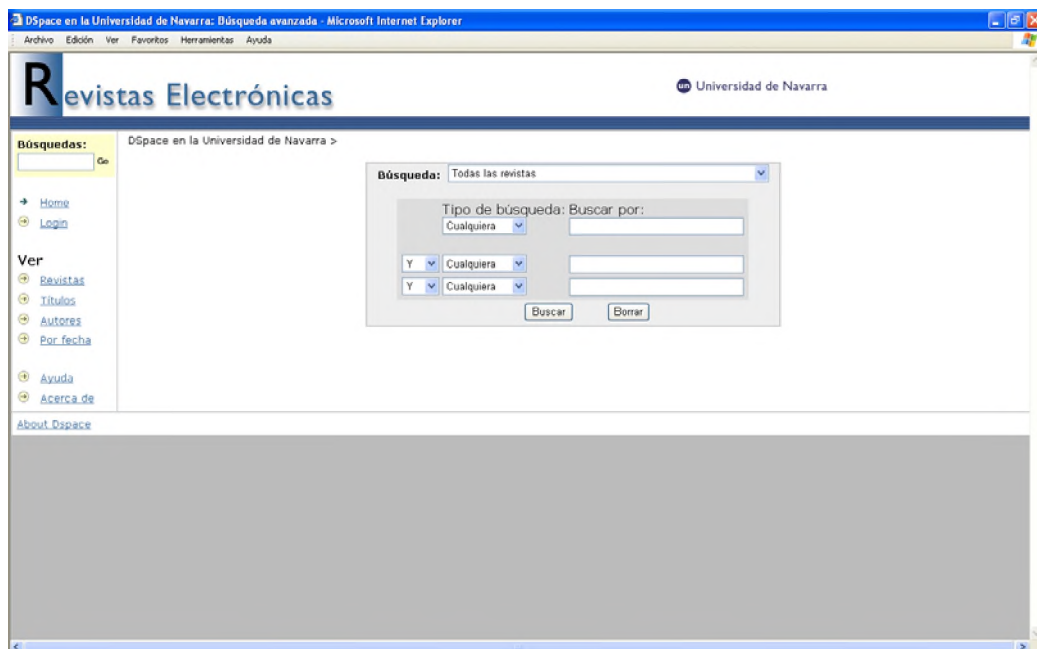 DSpace en la Universidad de Navarra: Búsqueda avanzada - Microsoft Internet Explorer
Archivo Edición Ver Favoritos Herramientas Ayuda
Revistas Electrónicas
un Universidad de Navarra
Búsquedas:
Go
DSpace en la Universidad de Navarra >
Búsqueda: Todas las revistas
Tipo de búsqueda: Buscar por:
Cualquiera
Y Cualquiera
Y Cualquiera
Buscar Borrar
Home
Login
Ver
Revistas
Títulos
Autores
Por fecha
Ayuda
Acerca de
About Dspace